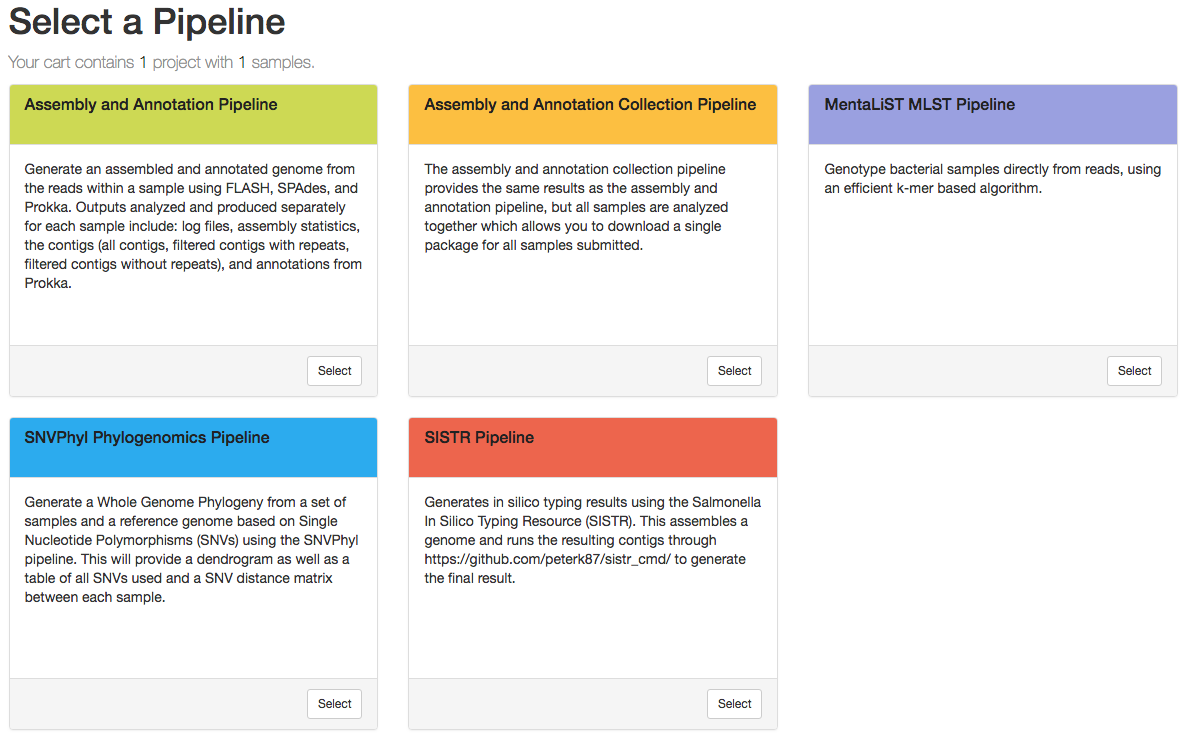 Select a Pipeline
Your cart contains 1 project with 1 samples.
Assembly and Annotation Pipeline
Generate an assembled and annotated genome from
the reads within a sample using FLASH, SPAdes, and
Prokka. Outputs analyzed and produced separately
for each sample include: log files, assembly statistics,
the contigs (all contigs, filtered contigs with repeats,
filtered contigs without repeats), and annotations from
Prokka.
Select
Assembly and Annotation Collection Pipeline
The assembly and annotation collection pipeline
provides the same results as the assembly and
annotation pipeline, but all samples are analyzed
together which allows you to download a single
package for all samples submitted.
Select
MentaLiST MLST Pipeline
Genotype bacterial samples directly from reads, using
an efficient k-mer based algorithm.
Select
SNVPhyl Phylogenomics Pipeline
Generate a Whole Genome Phylogeny from a set of
samples and a reference genome based on Single
Nucleotide Polymorphisms (SNVs) using the SNVPhyl
pipeline. This will provide a dendrogram as well as a
table of all SNVs used and a SNV distance matrix
between each sample.
Select
SISTR Pipeline
Generates in silico typing results using the Salmonella
In Silico Typing Resource (SISTR). This assembles a
genome and runs the resulting contigs through
https://github.com/peterk87/sistr_cmd/ to generate
the final result.
Select